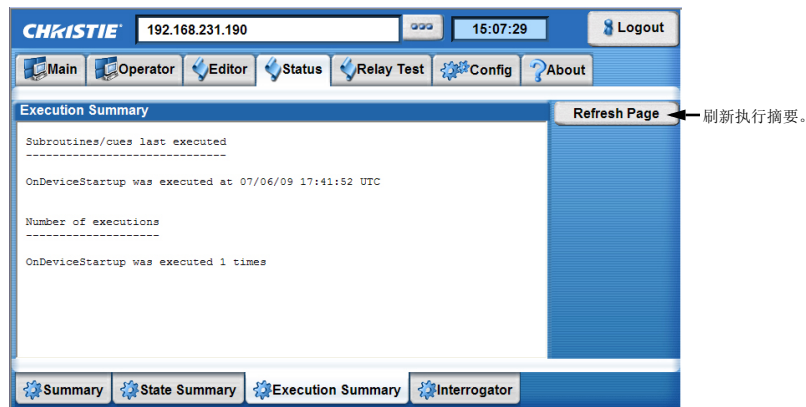 CHRISTIE 192.168.231.190 15:07:29 Logout
Main Operator Editor Status Relay Test Config About
Execution Summary Refresh Page 刷新执行摘要。
Subroutines/cues last executed
------------------------------
OnDeviceStartup was executed at 07/06/09 17:41:52 UTC
Number of executions
--------------------
OnDeviceStartup was executed 1 times
Summary State Summary Execution Summary Interrogator